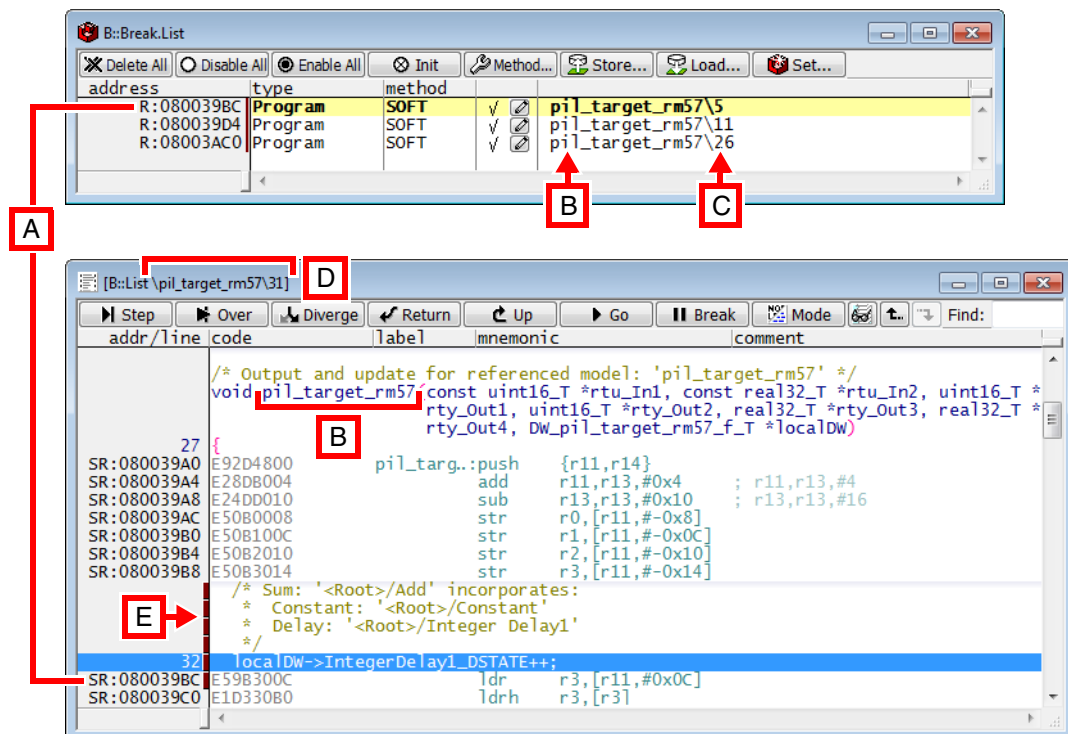 B::Break.List
Delete All Disable All Enable All Init Method... Store... Load... Set...
address type method
R:080039BC Program SOFT √ pil_target_rm57\5
R:080039D4 Program SOFT √ pil_target_rm57\11
R:08003AC0 Program SOFT √ pil_target_rm57\26
B C
A
[B::List \pil_target_rm57\31] D
Step Over Diverge Return Up Go Break Mode Find:
addr/line code label mnemonic comment
/* Output and update for referenced model: 'pil_target_rm57' */
void pil_target_rm57(const uint16_T *rtu_In1, const real32_T *rtu_In2, uint16_T *
rty_Out1, uint16_T *rty_Out2, real32_T *rty_Out3, real32_T *
rty_Out4, DW_pil_target_rm57_f_T *localDW)
B
27 {
SR:080039A0 E92D4800 pil_targ..:push {r11,r14}
SR:080039A4 E28DB004 add r11,r13,#0x4 ; r11,r13,#4
SR:080039A8 E24DD010 sub r13,r13,#0x10 ; r13,r13,#16
SR:080039AC E50B0008 str r0,[r11,#-0x8]
SR:080039B0 E50B100C str r1,[r11,#-0x0C]
SR:080039B4 E50B2010 str r2,[r11,#-0x10]
SR:080039B8 E50B3014 str r3,[r11,#-0x14]
/* Sum: '<Root>/Add' incorporates:
* Constant: '<Root>/Constant'
E * Delay: '<Root>/Integer Delay1'
*/
32 localDW->IntegerDelay1_DSTATE++;
SR:080039BC E59B300C ldr r3,[r11,#0x0C]
SR:080039C0 E1D330B0 ldrh r3,[r3]